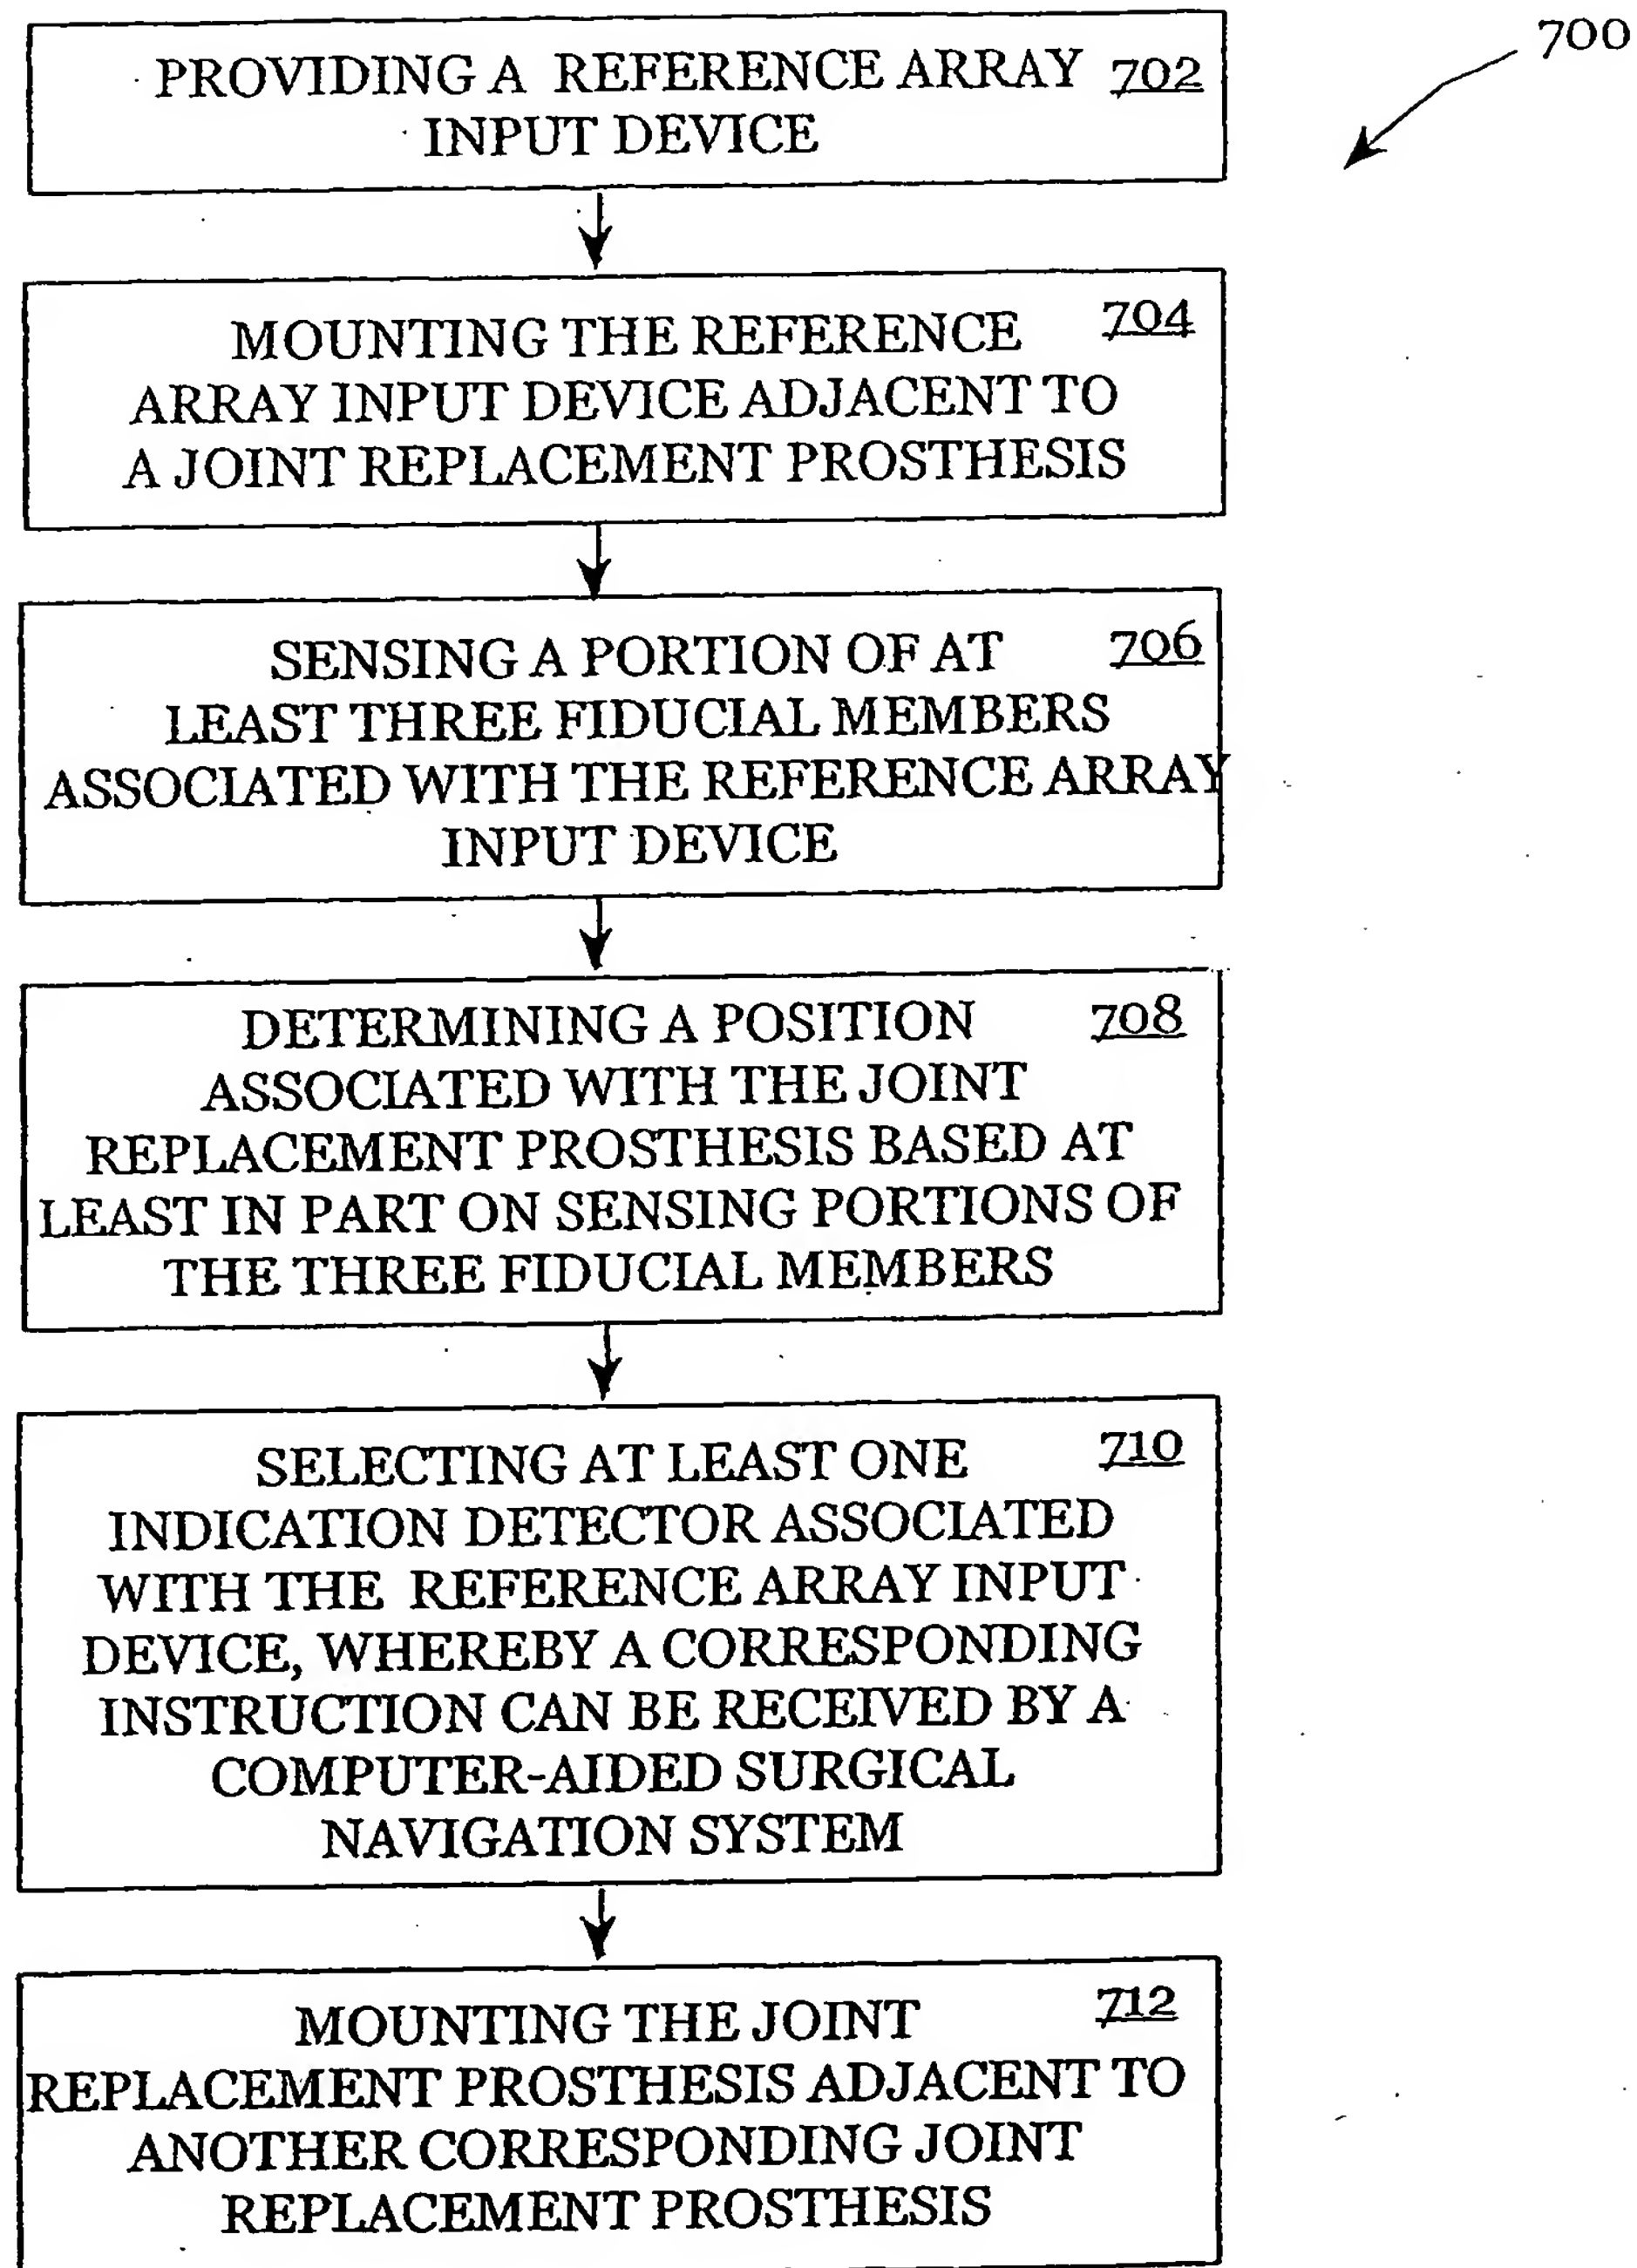 700
PROVIDING A REFERENCE ARRAY 702
INPUT DEVICE
MOUNTING THE REFERENCE 704
ARRAY INPUT DEVICE ADJACENT TO
A JOINT REPLACEMENT PROSTHESIS
SENSING A PORTION OF AT 706
LEAST THREE FIDUCIAL MEMBERS
ASSOCIATED WITH THE REFERENCE ARRAY
INPUT DEVICE
DETERMINING A POSITION 708
ASSOCIATED WITH THE JOINT
REPLACEMENT PROSTHESIS BASED AT
LEAST IN PART ON SENSING PORTIONS OF
THE THREE FIDUCIAL MEMBERS
SELECTING AT LEAST ONE 710
INDICATION DETECTOR ASSOCIATED
WITH THE REFERENCE ARRAY INPUT
DEVICE, WHEREBY A CORRESPONDING
INSTRUCTION CAN BE RECEIVED BY A
COMPUTER-AIDED SURGICAL
NAVIGATION SYSTEM
MOUNTING THE JOINT 712
REPLACEMENT PROSTHESIS ADJACENT TO
ANOTHER CORRESPONDING JOINT
REPLACEMENT PROSTHESIS